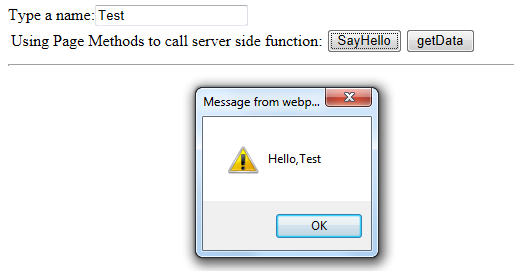 Type a name:Test
Using Page Methods to call server side function: SayHello getData
Message from webp...
Hello,Test
OK